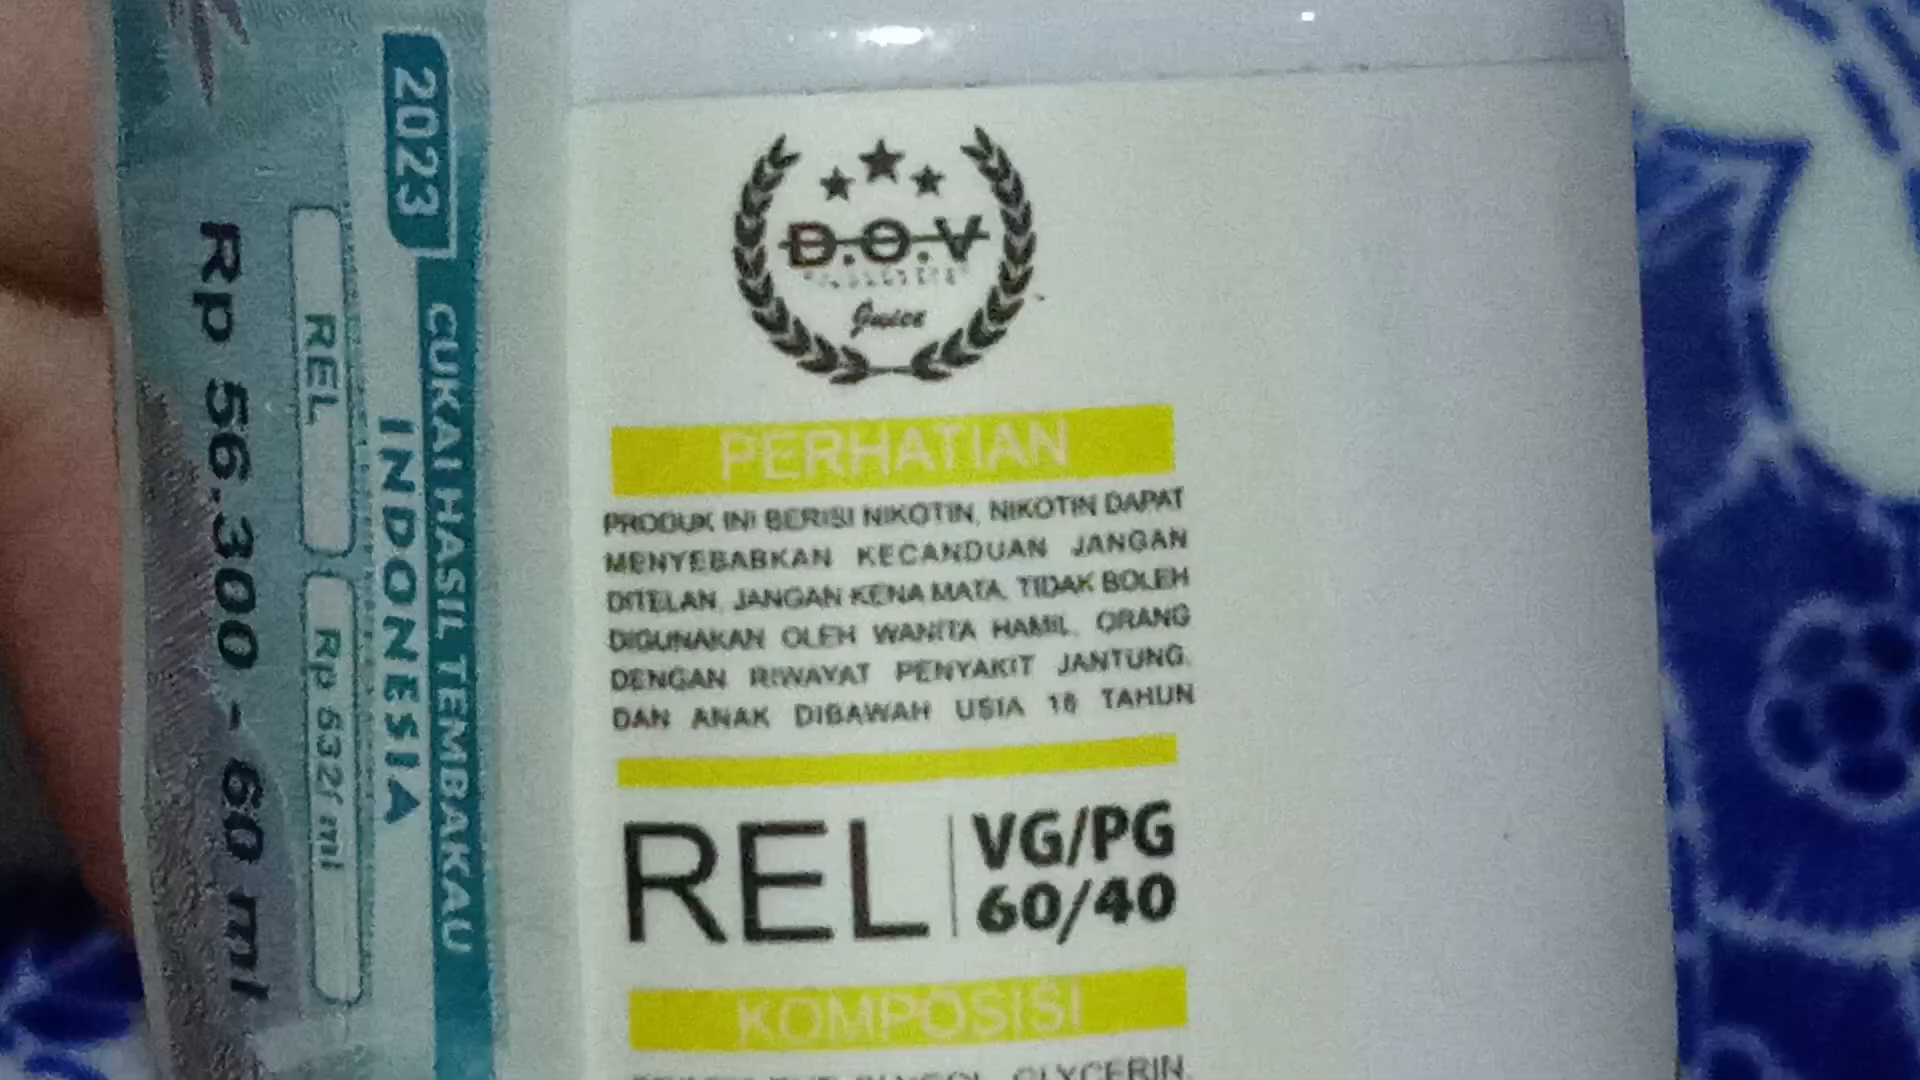 2023
CUKAI HASIL TEMBAKAU
INDONESIA
REL
Rp 532/ ml
Rp 56.300 - 60 ml
D.O.V
Juice
PERHATIAN
PRODUK INI BERISI NIKOTIN, NIKOTIN DAPAT
MENYEBABKAN KECANDUAN JANGAN
DITELAN, JANGAN KENA MATA, TIDAK BOLEH
DIGUNAKAN OLEH WANITA HAMIL, ORANG
DENGAN RIWAYAT PENYAKIT JANTUNG,
DAN ANAK DIBAWAH USIA 18 TAHUN
REL
VG/PG
60/40
KOMPOSISI
GLYCOL, GLYCERIN,